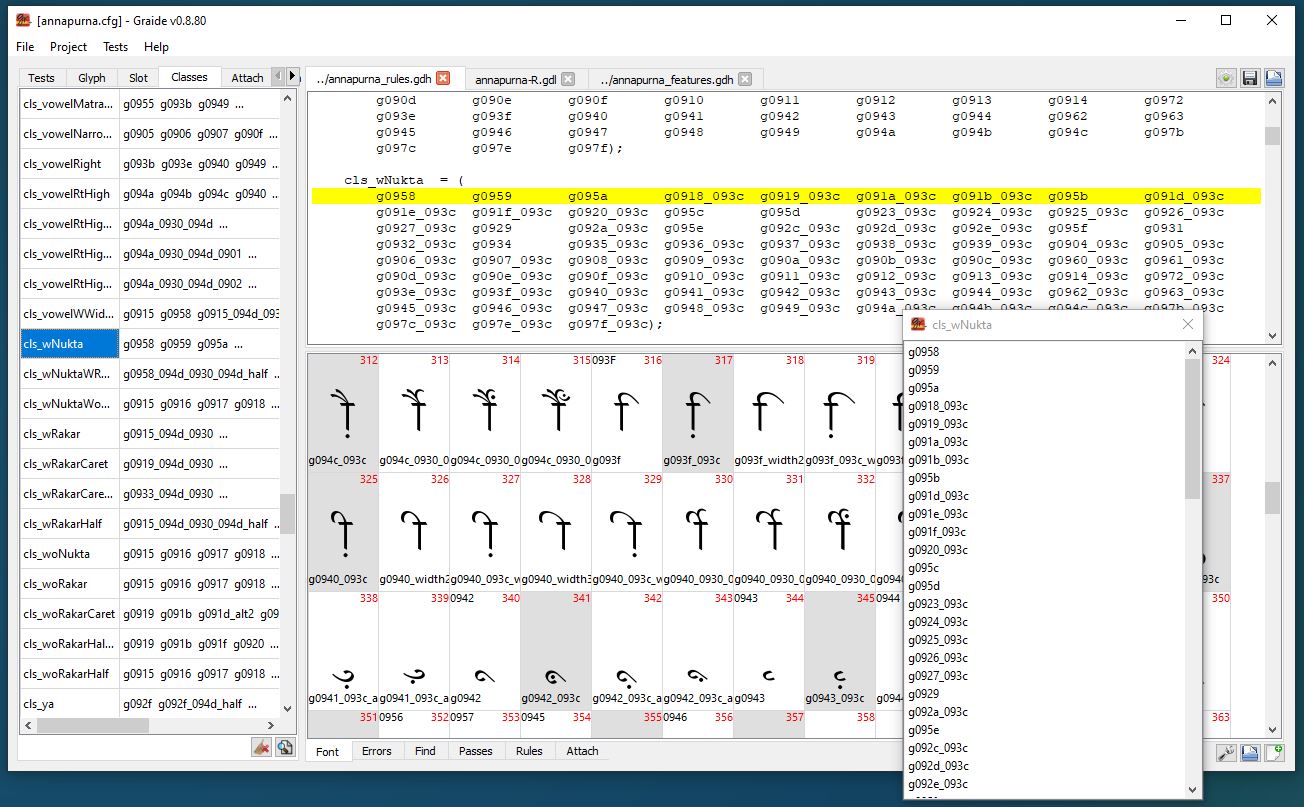 [annapurna.cfg] - Graide v0.8.80
File Project Tests Help
Tests Glyph Slot Classes Attach
cls_vowelMatra... g0955 g093b g0949 ...
cls_vowelNarro... g0905 g0906 g0907 g090f ...
cls_vowelRight g093b g093e g0940 g0949 ...
cls_vowelRtHigh g094a g094b g094c g0940 ...
cls_vowelRtHig... g094a_0930_094d ...
cls_vowelRtHig... g094a_0930_094d_0901 ...
cls_vowelRtHig... g094a_0930_094d_0902 ...
cls_vowelWWid... g0915 g0958 g0915_094d_093
cls_wNukta g0958 g0959 g095a ...
cls_wNuktaWR... g0958_094d_0930_094d_half ...
cls_wNuktaWo... g0915 g0916 g0917 g0918 ...
cls_wRakar g0915_094d_0930 ...
cls_wRakarCaret g0919_094d_0930 ...
cls_wRakarCare... g0933_094d_0930 ...
cls_wRakarHalf g0915_094d_0930_094d_half ...
cls_woNukta g0915 g0916 g0917 g0918 ...
cls_woRakar g0915 g0916 g0917 g0918 ...
cls_woRakarCaret g0919 g091b g091d_alt2 g09
cls_woRakarHal... g0919 g091b g091f g0920 ...
cls_woRakarHalf g0915 g0916 g0917 g0918 ...
cls_ya g092f g092f_094d_half ...
../annapurna_rules.gdh annapurna-R.gdl ../annapurna_features.gdh
g090d g090e g090f g0910 g0911 g0912 g0913 g0914 g0972
g093e g093f g0940 g0941 g0942 g0943 g0944 g0962 g0963
g0945 g0946 g0947 g0948 g0949 g094a g094b g094c g097b
g097c g097e g097f);
cls_wNukta = (
g0958 g0959 g095a g0918_093c g0919_093c g091a_093c g091b_093c g095b g091d_093c
g091e_093c g091f_093c g0920_093c g095c g095d g0923_093c g0924_093c g0925_093c g0926_093c
g0927_093c g0929 g092a_093c g095e g092c_093c g092d_093c g092e_093c g095f g0931
g0932_093c g0934 g0935_093c g0936_093c g0937_093c g0938_093c g0939_093c g0904_093c g0905_093c
g0906_093c g0907_093c g0908_093c g0909_093c g090a_093c g090b_093c g090c_093c g0960_093c g0961_093c
g090d_093c g090e_093c g090f_093c g0910_093c g0911_093c g0912_093c g0913_093c g0914_093c g0972_093c
g093e_093c g093f_093c g0940_093c g0941_093c g0942_093c g0943_093c g0944_093c g0962_093c g0963_093c
g0945_093c g0946_093c g0947_093c g0948_093c g0949_093c g094a_093c g094b_093c g094c_093c g097b_093c
g097c_093c g097e_093c g097f_093c);
312 313 314 315 093F 316 317 318 319 324
g094c_093c g094c_0930_0 g094c_0930_0 g094c_0930_0 g093f g093f_093c g093f_width2 g093f_093c_w g093f
325 326 327 328 329 330 331 332 337
g0940_093c g0940_width2 g0940_093c_w g0940_width3 g0940_093c_w g0940_0930_0 g0940_0930_0 g0940_0930_0 093c
338 339 0942 340 341 342 343 0943 344 345 0944 350
g0941_093c_a g0941_093c_a g0942 g0942_093c g0942_093c_a g0942_093c_a g0943 g0943_093c g0944
351 0956 352 0957 353 0945 354 355 0946 356 357 358 363
Font Errors Find Passes Rules Attach
cls_wNukta
g0958
g0959
g095a
g0918_093c
g0919_093c
g091a_093c
g091b_093c
g095b
g091d_093c
g091e_093c
g091f_093c
g0920_093c
g095c
g095d
g0923_093c
g0924_093c
g0925_093c
g0926_093c
g0927_093c
g0929
g092a_093c
g095e
g092c_093c
g092d_093c
g092e_093c